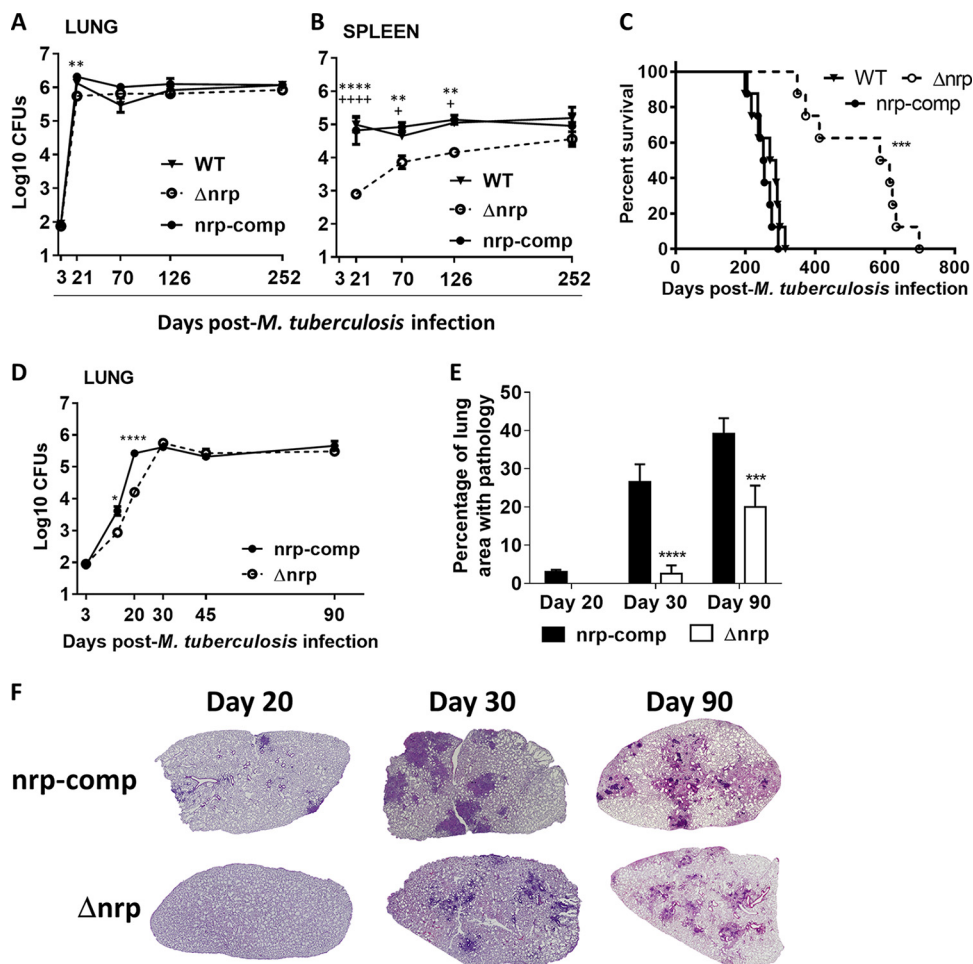 A LUNG
7
6
5
4
3
2
1
Log10 CFUs
**
WT
Δnrp
nrp-comp
3 21 70 126 252
B SPLEEN
7
6
5
4
3
2
1
****
++++
**
+
**
+
WT
Δnrp
nrp-comp
3 21 70 126 252
Days post-M. tuberculosis infection
C
100
80
60
40
20
0
Percent survival
WT Δnrp
nrp-comp
***
0 200 400 600 800
Days post-M. tuberculosis infection
D LUNG
7
6
5
4
3
2
1
Log10 CFUs
*
****
nrp-comp
Δnrp
3 20 30 45 90
Days post-M. tuberculosis infection
E
50
40
30
20
10
0
Percentage of lung
area with pathology
****
***
Day 20 Day 30 Day 90
nrp-comp Δnrp
F
Day 20 Day 30 Day 90
nrp-comp
Δnrp